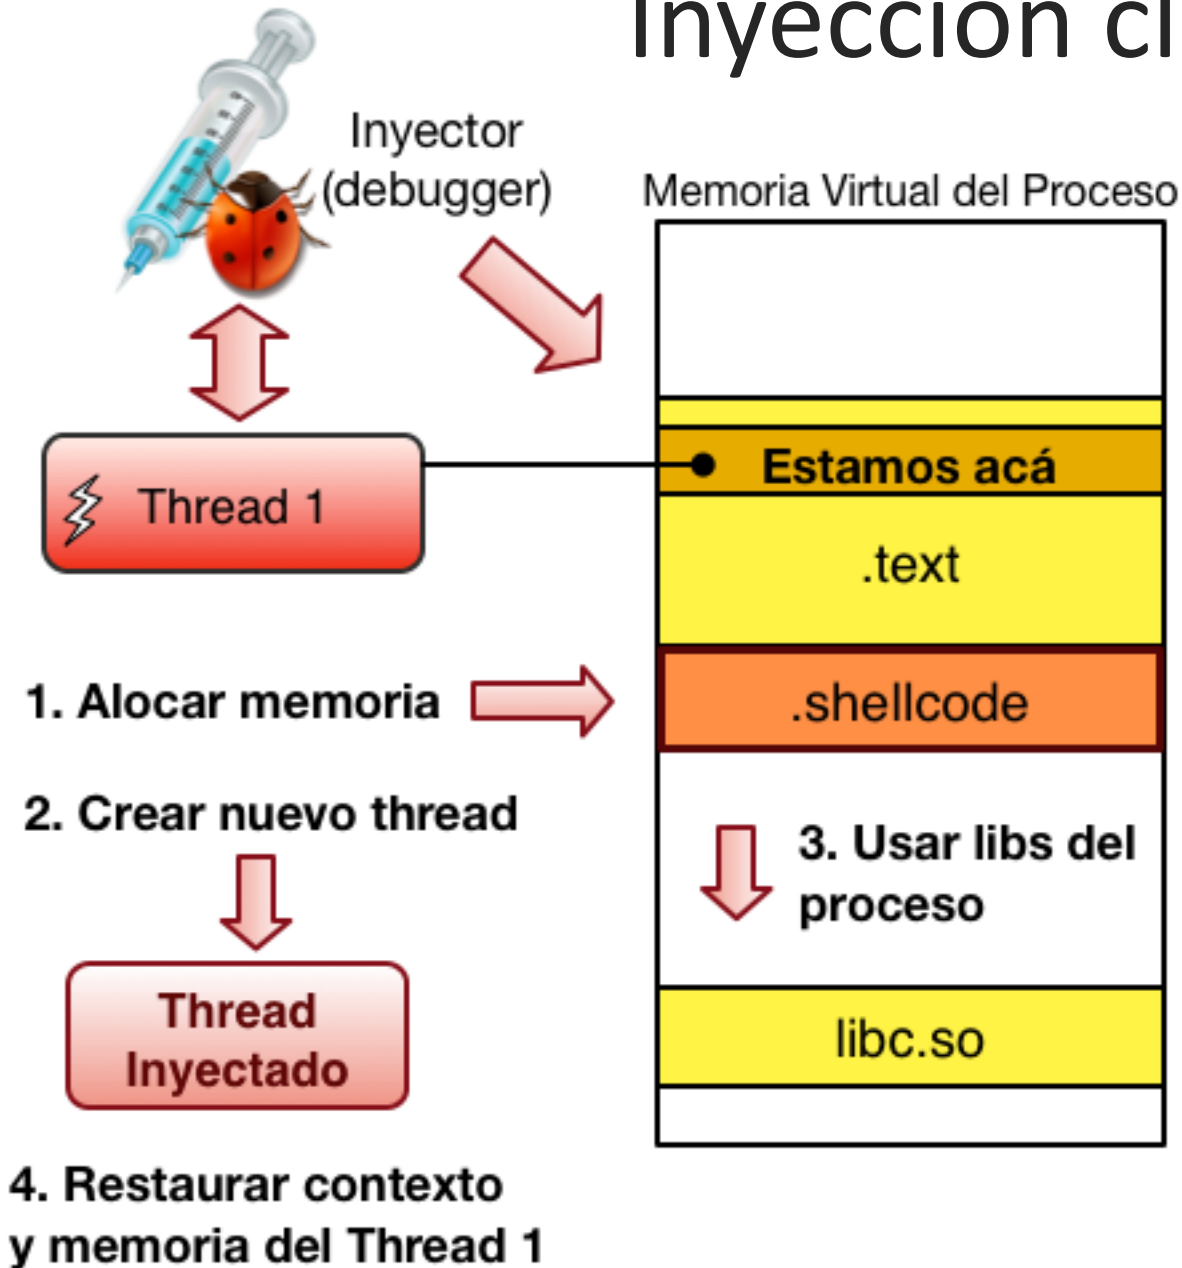 Inyección cl
Inyector
(debugger)
Memoria Virtual del Proceso
Estamos acá
Thread 1
.text
1. Alocar memoria
.shellcode
2. Crear nuevo thread
3. Usar libs del
proceso
Thread
Inyectado
libc.so
4. Restaurar contexto
y memoria del Thread 1